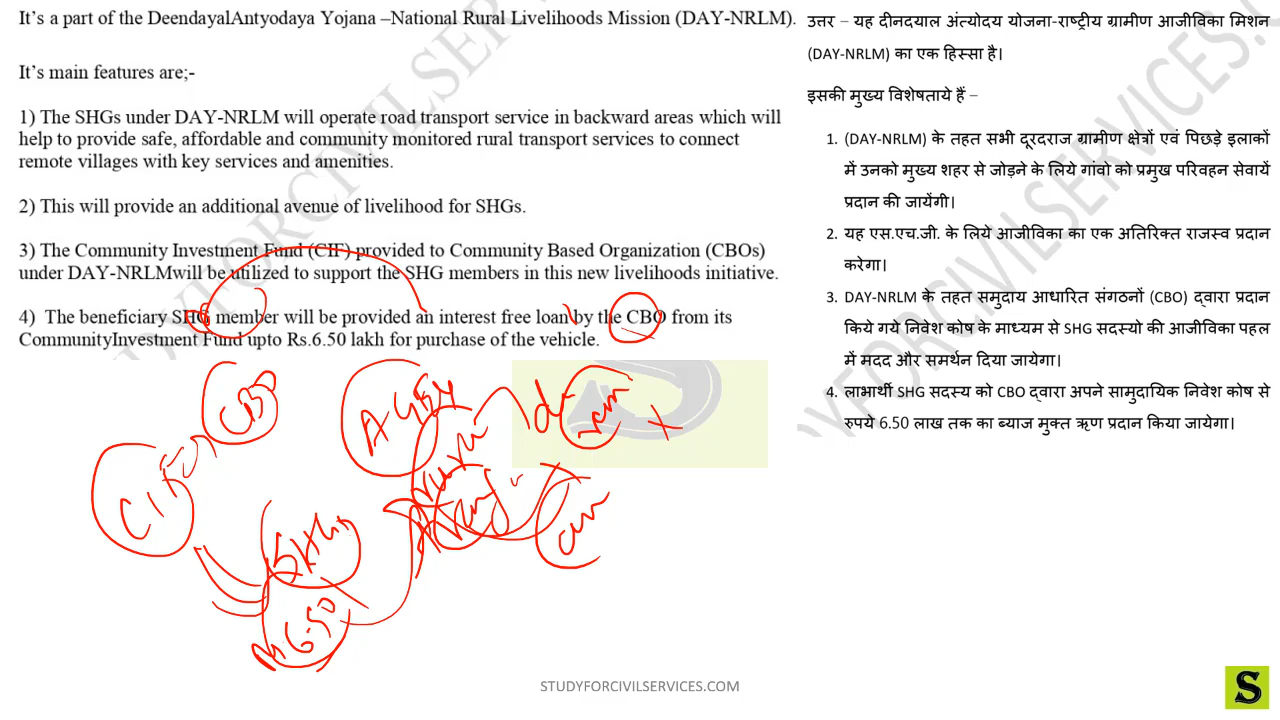 It's a part of the DeendayalAntyodaya Yojana –National Rural Livelihoods Mission (DAY-NRLM).
It's main features are;-
1) The SHGs under DAY-NRLM will operate road transport service in backward areas which will
help to provide safe, affordable and community monitored rural transport services to connect
remote villages with key services and amenities.
2) This will provide an additional avenue of livelihood for SHGs.
3) The Community Investment Fund (CIF) provided to Community Based Organization (CBOs)
under DAY-NRLMwill be utilized to support the SHG members in this new livelihoods initiative.
4) The beneficiary SHG member will be provided an interest free loan by the CBO from its
CommunityInvestment Fund upto Rs.6.50 lakh for purchase of the vehicle.
उत्तर – यह दीनदयाल अंत्योदय योजना-राष्ट्रीय ग्रामीण आजीविका मिशन
(DAY-NRLM) का एक हिस्सा है।
इसकी मुख्य विशेषताये हैं –
1. (DAY-NRLM) के तहत सभी दूरदराज ग्रामीण क्षेत्रों एवं पिछड़े इलाकों
में उनको मुख्य शहर से जोड़ने के लिये गांवो को प्रमुख परिवहन सेवायें
प्रदान की जायेंगी।
2. यह एस.एच.जी. के लिये आजीविका का एक अतिरिक्त राजस्व प्रदान
करेगा।
3. DAY-NRLM के तहत समुदाय आधारित संगठनों (CBO) द्वारा प्रदान
किये गये निवेश कोष के माध्यम से SHG सदस्यो की आजीविका पहल
में मदद और समर्थन दिया जायेगा।
4. लाभार्थी SHG सदस्य को CBO द्वारा अपने सामुदायिक निवेश कोष से
रुपये 6.50 लाख तक का ब्याज मुक्त ऋण प्रदान किया जायेगा।
CBO
CIF
SHG
6.50
STUDYFORCIVILSERVICES.COM
S